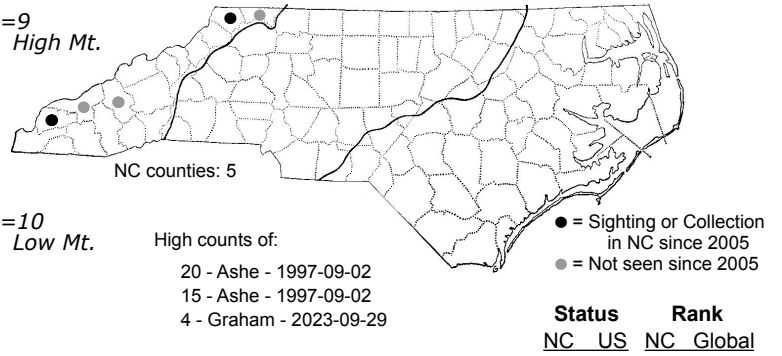 =9
High Mt.
NC counties: 5
=10
Low Mt.
High counts of:
20 - Ashe - 1997-09-02
15 - Ashe - 1997-09-02
4 - Graham - 2023-09-29
= Sighting or Collection
in NC since 2005
= Not seen since 2005
Status Rank
NC US NC Global